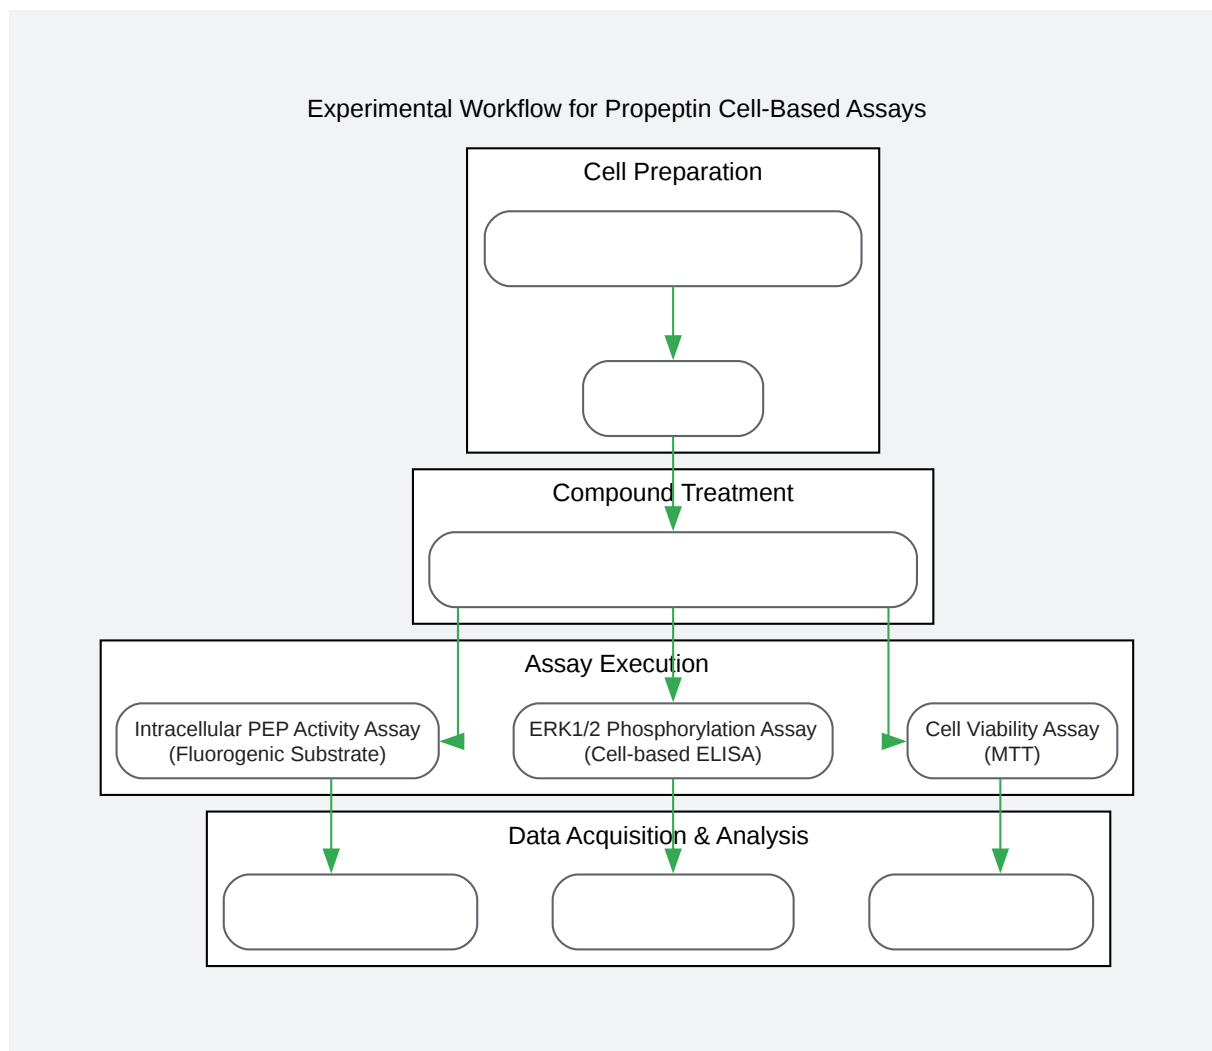 Experimental Workflow for Propeptin Cell-Based Assays
Cell Preparation
Compound Treatment
Assay Execution
Intracellular PEP Activity Assay
(Fluorogenic Substrate)
ERK1/2 Phosphorylation Assay
(Cell-based ELISA)
Cell Viability Assay
(MTT)
Data Acquisition & Analysis